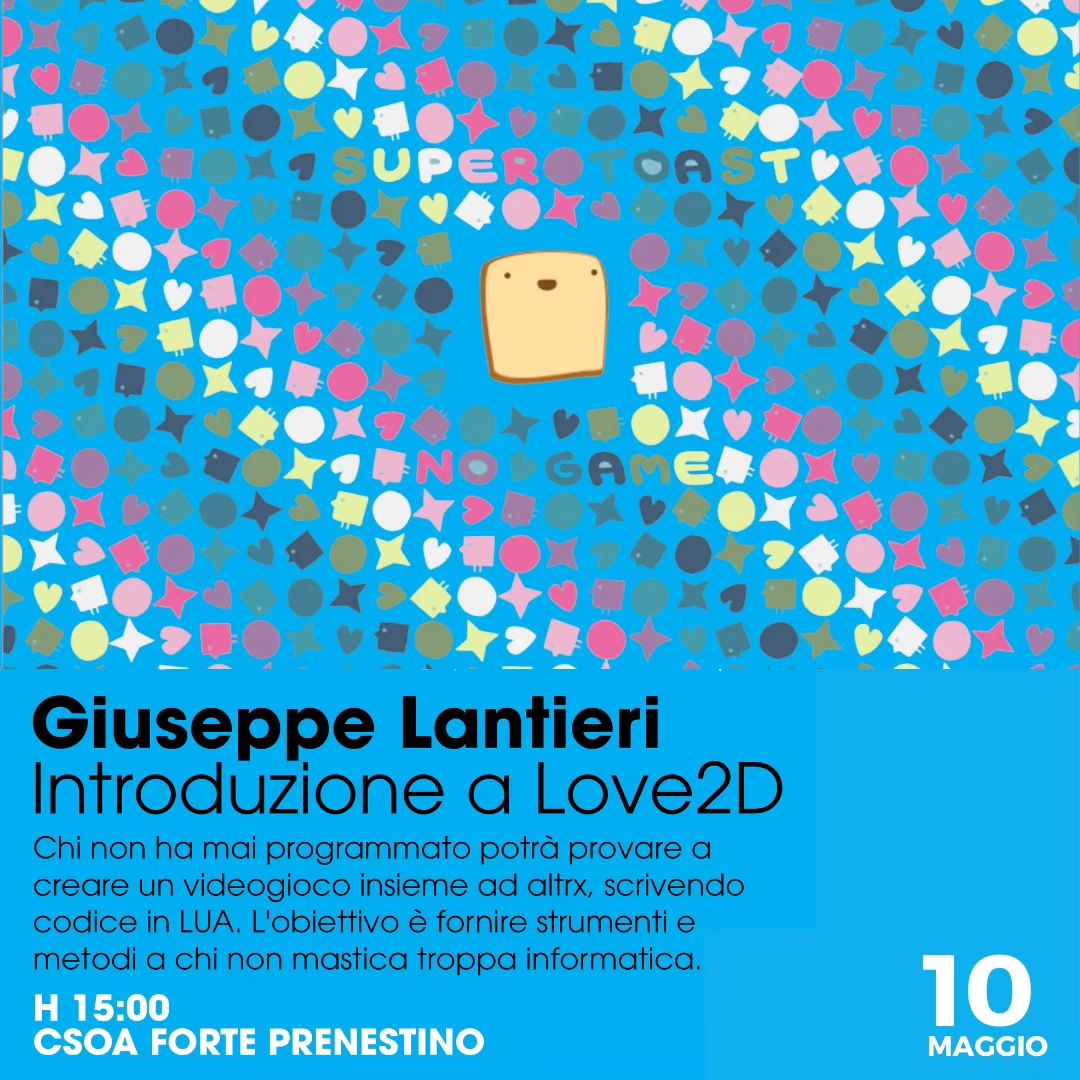 SUPER TOAST
NO GAME
Giuseppe Lantieri
Introduzione a Love2D
Chi non ha mai programmato potrà provare a
creare un videogioco insieme ad altrx, scrivendo
codice in LUA. L'obiettivo è fornire strumenti e
metodi a chi non mastica troppa informatica.
H 15:00
CSOA FORTE PRENESTINO
10
MAGGIO